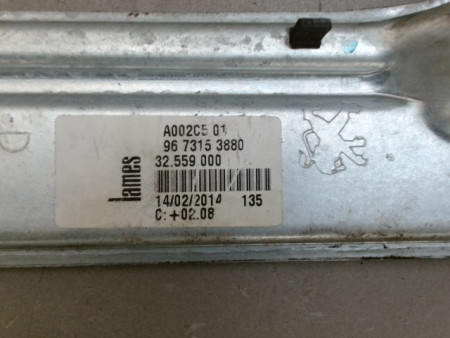 A002C5 01
96 7315 3880
32.559 000
lames
14/02/2014 135
C: +02.08